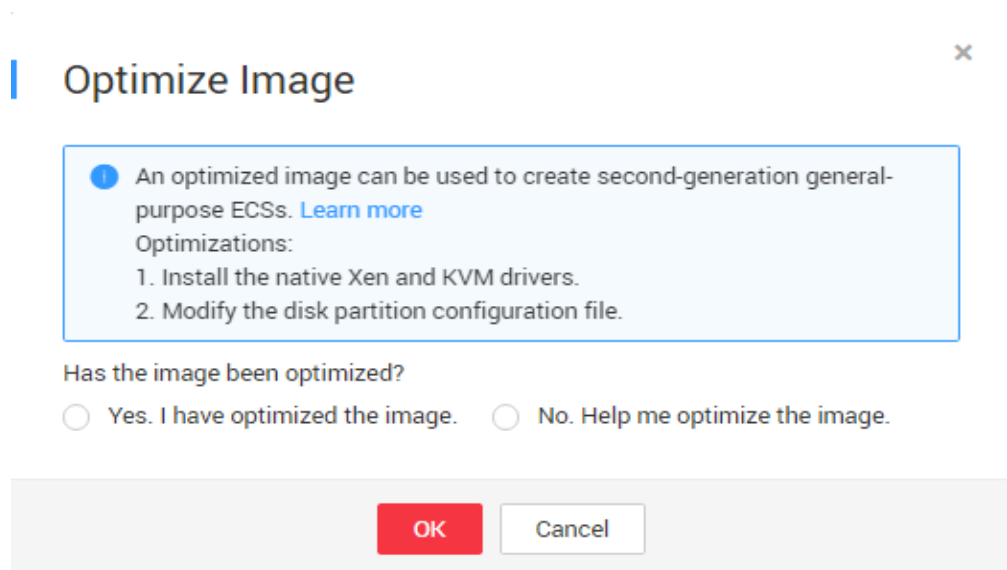 Optimize Image
An optimized image can be used to create second-generation general-
purpose ECSs. Learn more
Optimizations:
1. Install the native Xen and KVM drivers.
2. Modify the disk partition configuration file.
Has the image been optimized?
Yes. I have optimized the image. No. Help me optimize the image.
OK Cancel